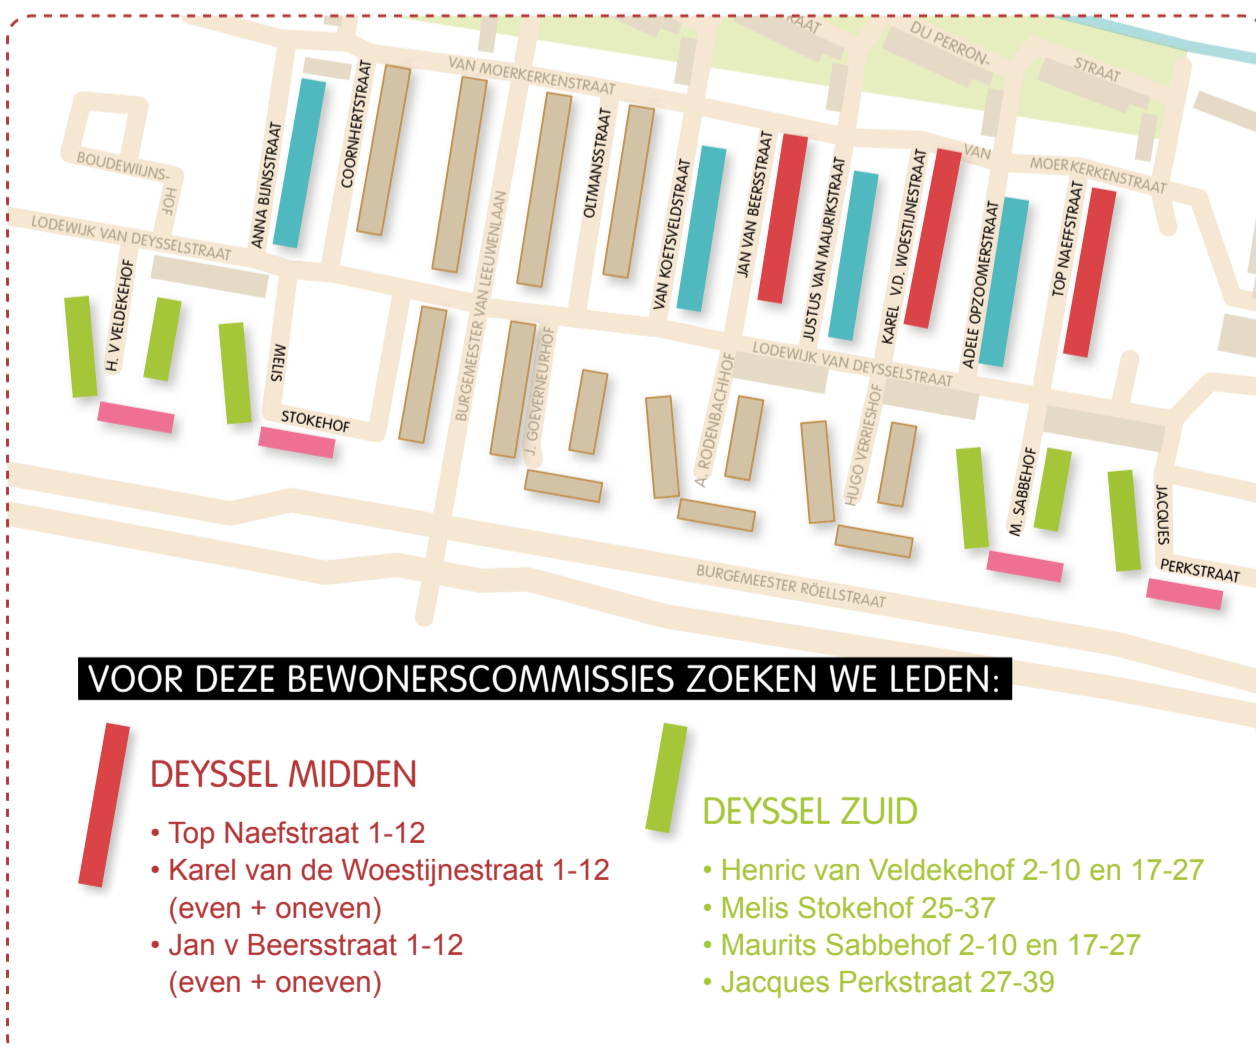 RAAT
DU PERRON-
STRAAT
VAN MOERKERKENSTRAAT
VAN
MOERKERKENSTRAAT
BOUDEWIJNS-
HOF
LODEWIJK VAN DEYSSELSTRAAT
ANNA BIJNSSTRAAT
COORNHERTSTRAAT
BURGEMEESTER VAN LEEUWENLAAN
OLTMANSSTRAAT
VAN KOETSVELDSTRAAT
JAN VAN BEERSSTRAAT
JUSTUS VAN MAURIKSTRAAT
KAREL V.D. WOESTIJNESTRAAT
ADELE OPZOOMERSTRAAT
TOP NAEFFSTRAAT
H. V VELDEKEHOF
MELIS
STOKEHOF
J. GOEVERNEURHOF
A. RODENBACHHOF
LODEWIJK VAN DEYSSELSTRAAT
HUGO VERRIESHOF
M. SABBEHOF
JACQUES
PERKSTRAAT
BURGEMEESTER RÖELLSTRAAT
VOOR DEZE BEWONERSCOMMISSIES ZOEKEN WE LEDEN:
DEYSSEL MIDDEN
• Top Naefstraat 1-12
• Karel van de Woestijnestraat 1-12
(even + oneven)
• Jan v Beersstraat 1-12
(even + oneven)
DEYSSEL ZUID
• Henric van Veldekehof 2-10 en 17-27
• Melis Stokehof 25-37
• Maurits Sabbehof 2-10 en 17-27
• Jacques Perkstraat 27-39